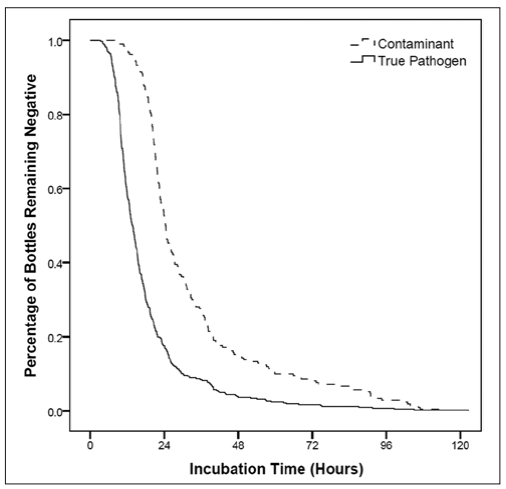 Contaminant
True Pathogen
Percentage of Bottles Remaining Negative
1.0
0.8
0.6
0.4
0.2
0.0
0 24 48 72 96 120
Incubation Time (Hours)